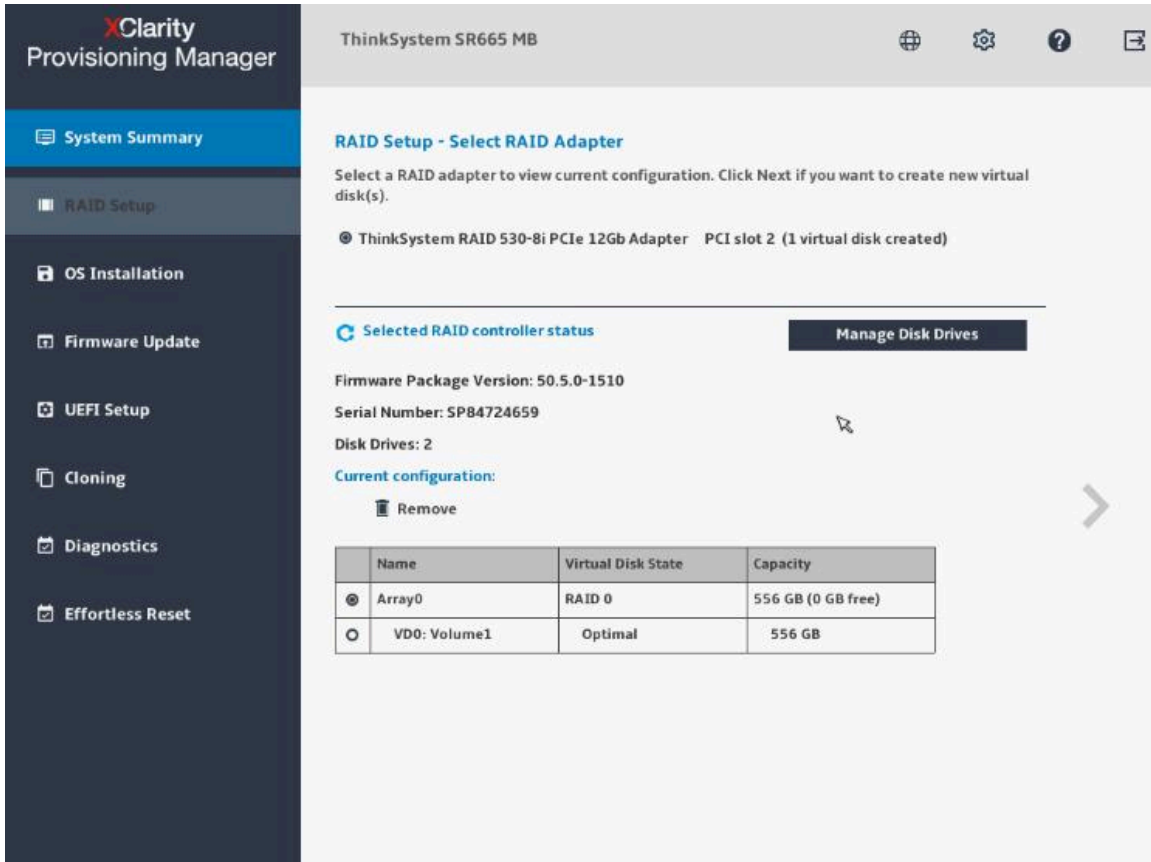 XClarity
Provisioning Manager
ThinkSystem SR665 MB
System Summary
RAID Setup
OS Installation
Firmware Update
UEFI Setup
Cloning
Diagnostics
Effortless Reset
RAID Setup - Select RAID Adapter
Select a RAID adapter to view current configuration. Click Next if you want to create new virtual
disk(s).
ThinkSystem RAID 530-8i PCIe 12Gb Adapter PCI slot 2 (1 virtual disk created)
Selected RAID controller status
Manage Disk Drives
Firmware Package Version: 50.5.0-1510
Serial Number: SP84724659
Disk Drives: 2
Current configuration:
Remove
Name Virtual Disk State Capacity
Array0 RAID 0 556 GB (0 GB free)
VD0: Volume1 Optimal 556 GB